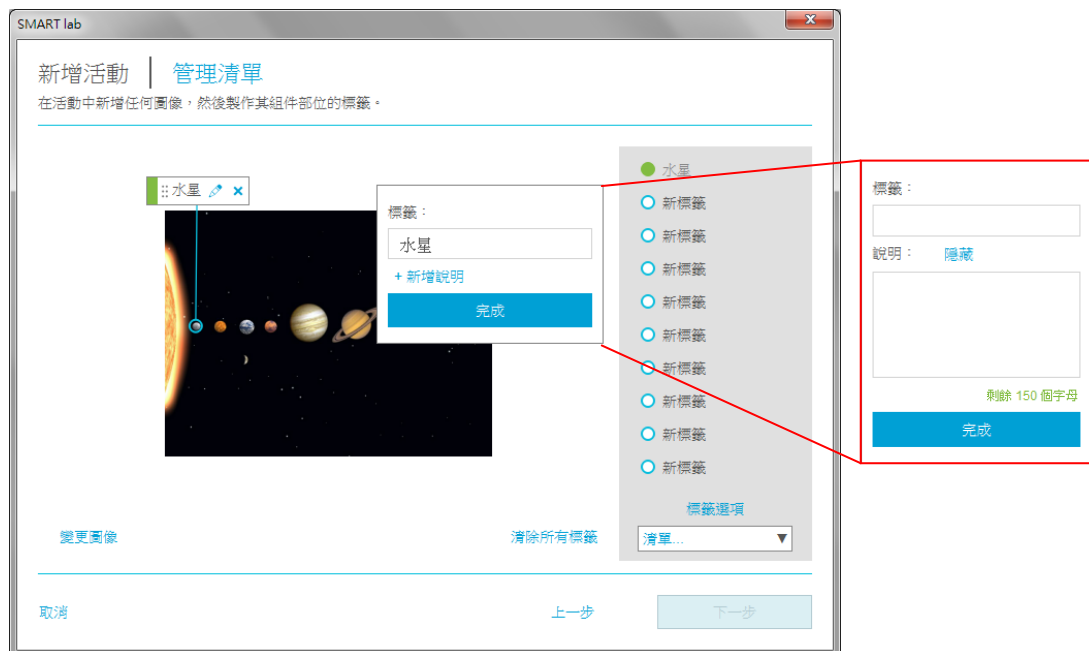 SMART lab
x
新增活動 | 管理清單
在活動中新增任何圖像，然後製作其組件部位的標籤。
水星
標籤：
水星
+ 新增說明
完成
水星
新標籤
新標籤
新標籤
新標籤
新標籤
新標籤
新標籤
新標籤
新標籤
標籤選項
清單...
變更圖像
清除所有標籤
取消
上一步
下一步
標籤：
說明： 隱藏
剩餘 150 個字母
完成